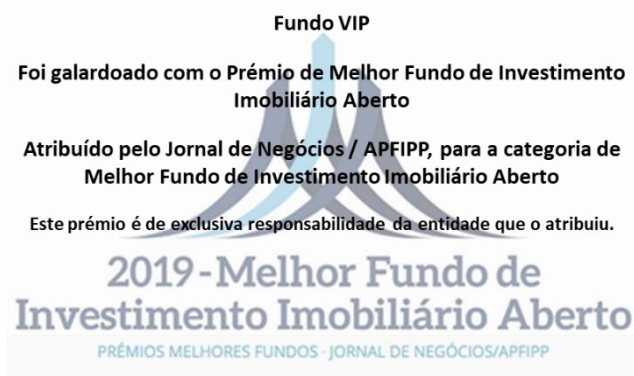 Fundo VIP
Foi galardoado com o Prémio de Melhor Fundo de Investimento
Imobiliário Aberto
Atribuído pelo Jornal de Negócios / APFIPP, para a categoria de
Melhor Fundo de Investimento Imobiliário Aberto
Este prémio é de exclusiva responsabilidade da entidade que o atribuiu.
2019-Melhor Fundo de
Investimento Imobiliário Aberto
PRÉMIOS MELHORES FUNDOS · JORNAL DE NEGÓCIOS/APFIPP